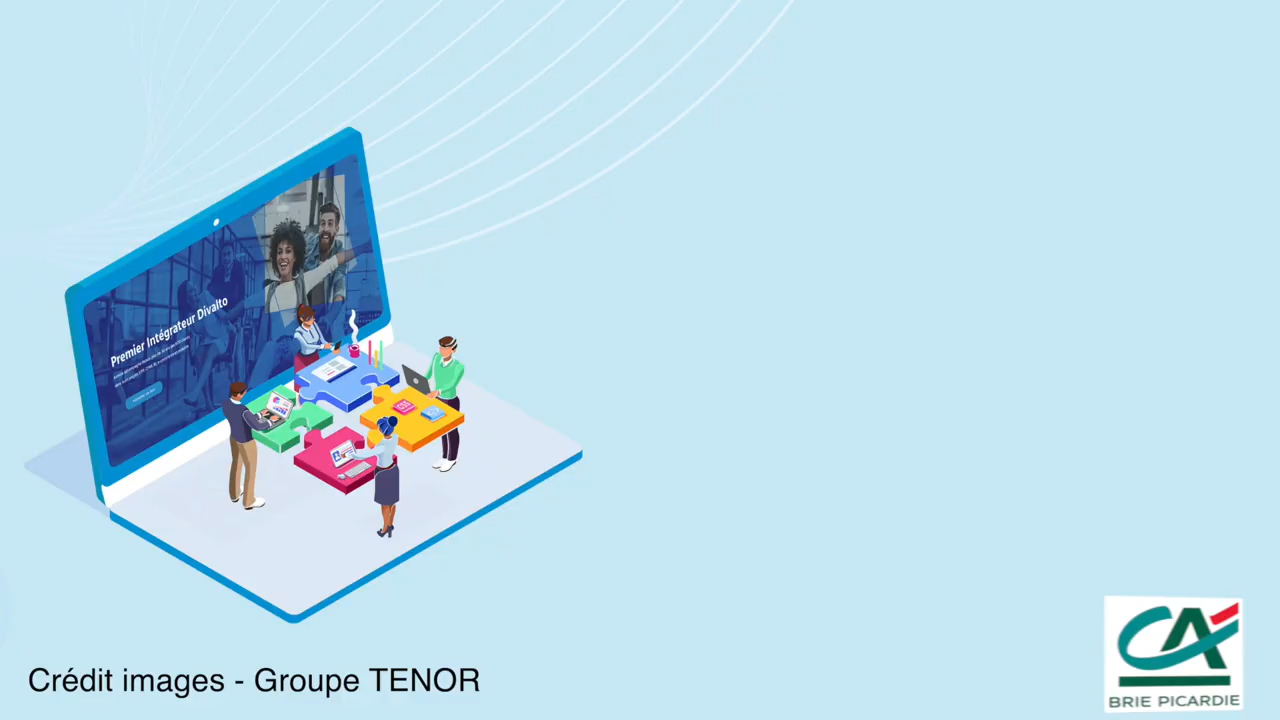 Premier Intégrateur Divalto
Crédit images - Groupe TENOR
CA
BRIE PICARDIE